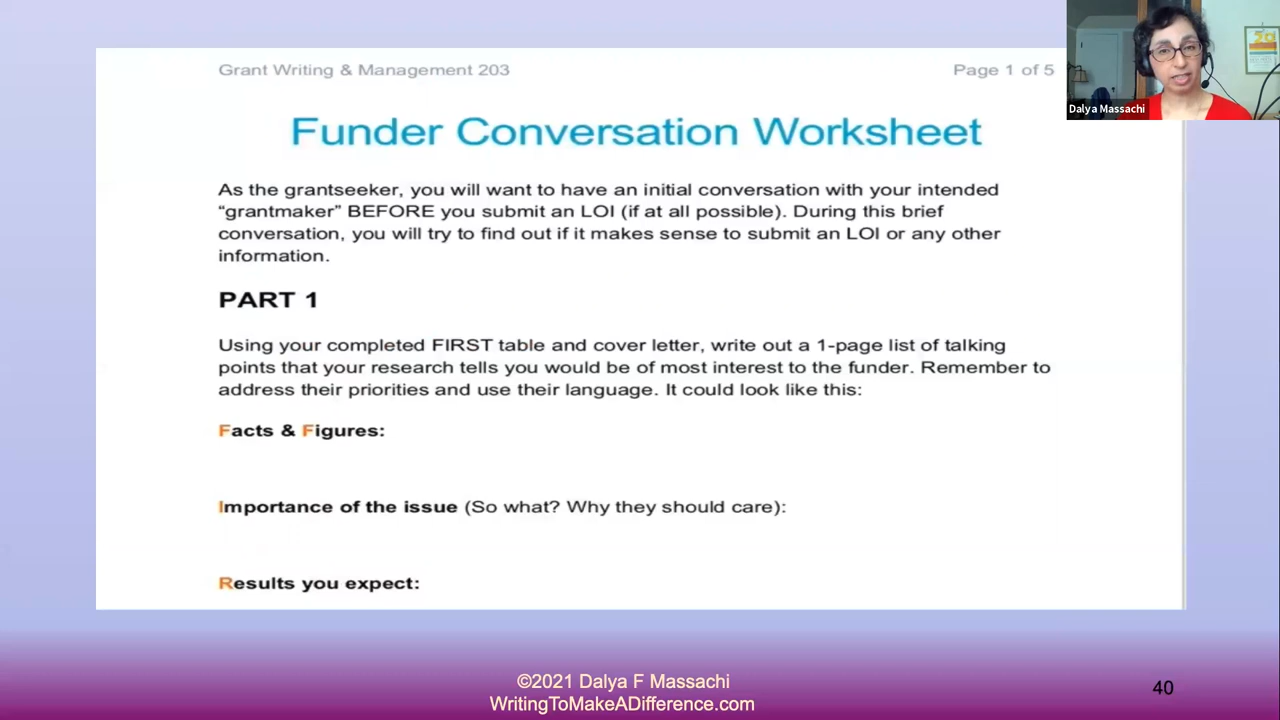 Grant Writing & Management 203
Page 1 of 5
Dalya Massachi
Funder Conversation Worksheet
As the grantseeker, you will want to have an initial conversation with your intended
“grantmaker” BEFORE you submit an LOI (if at all possible). During this brief
conversation, you will try to find out if it makes sense to submit an LOI or any other
information.
PART 1
Using your completed FIRST table and cover letter, write out a 1-page list of talking
points that your research tells you would be of most interest to the funder. Remember to
address their priorities and use their language. It could look like this:
Facts & Figures:
Importance of the issue (So what? Why they should care):
Results you expect:
©2021 Dalya F Massachi
WritingToMakeADifference.com
40